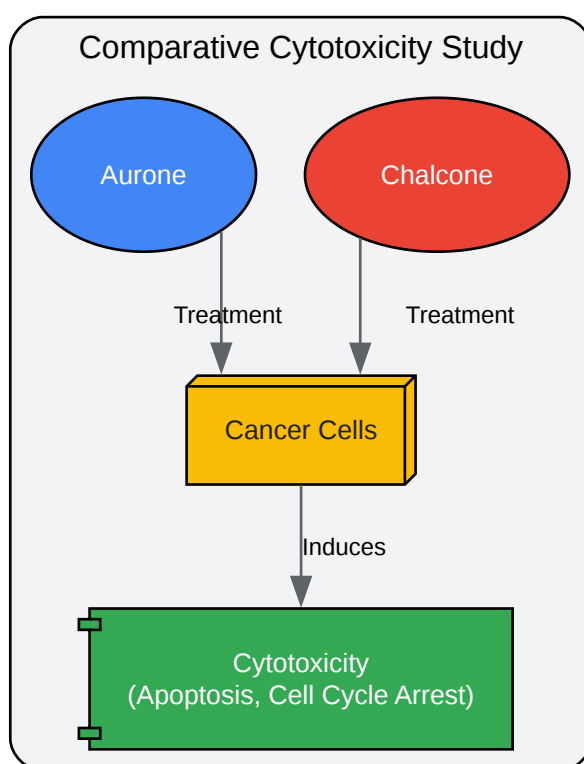 Comparative Cytotoxicity Study
Aurone
Chalcone
Treatment
Treatment
Cancer Cells
Induces
Cytotoxicity
(Apoptosis, Cell Cycle Arrest)